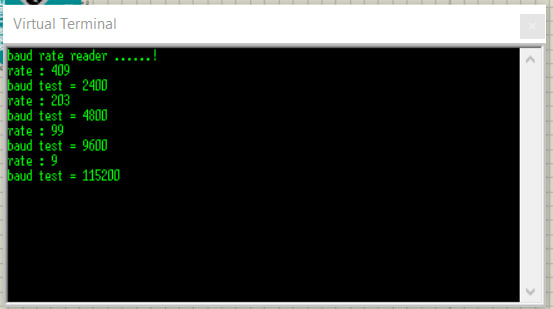 Virtual Terminal
baud rate reader ......!
rate : 409
baud test = 2400
rate : 203
baud test = 4800
rate : 99
baud test = 9600
rate : 9
baud test = 115200